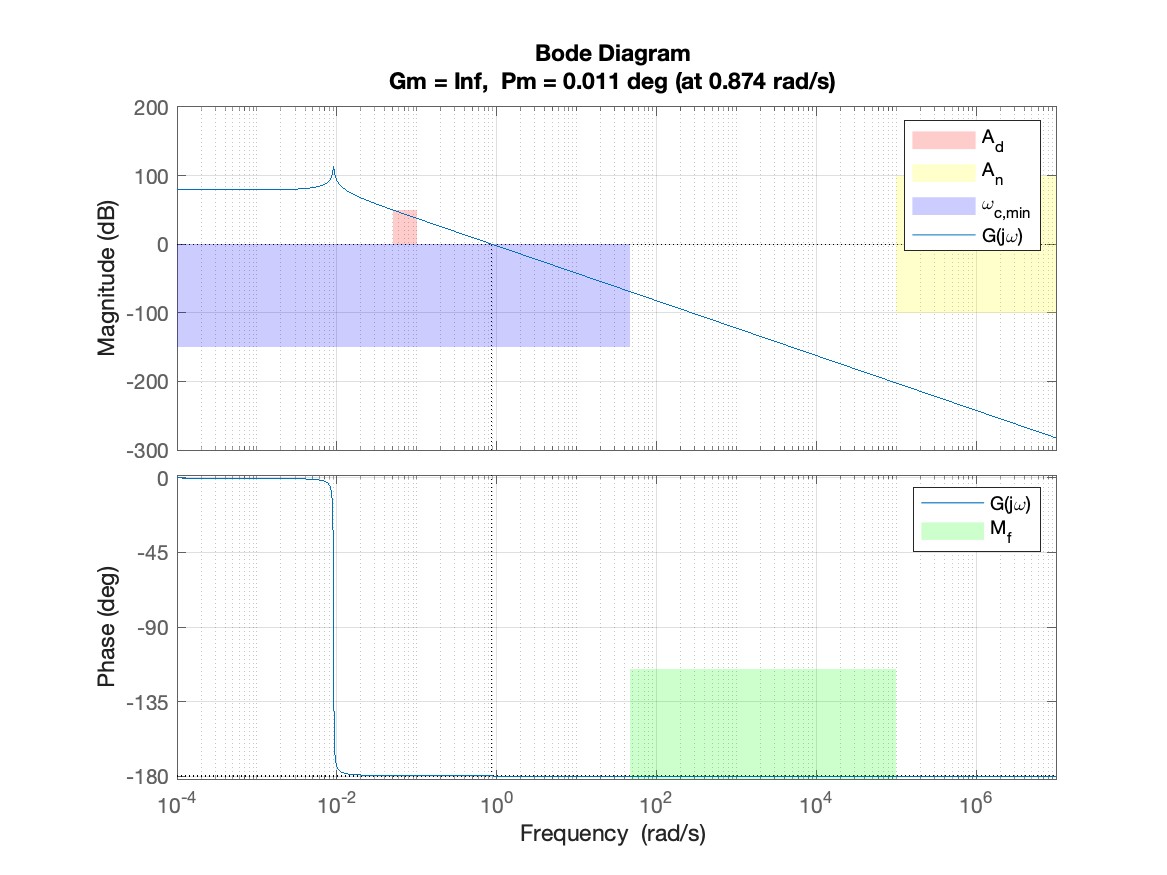 Bode Diagram
Gm = Inf,  Pm = 0.011 deg (at 0.874 rad/s)
200
100
0
-100
-200
-300
Magnitude (dB)
A_d
A_n
ω_c,min
G(jω)
0
-45
-90
-135
-180
Phase (deg)
G(jω)
M_f
10^-4
10^-2
10^0
10^2
10^4
10^6
Frequency  (rad/s)